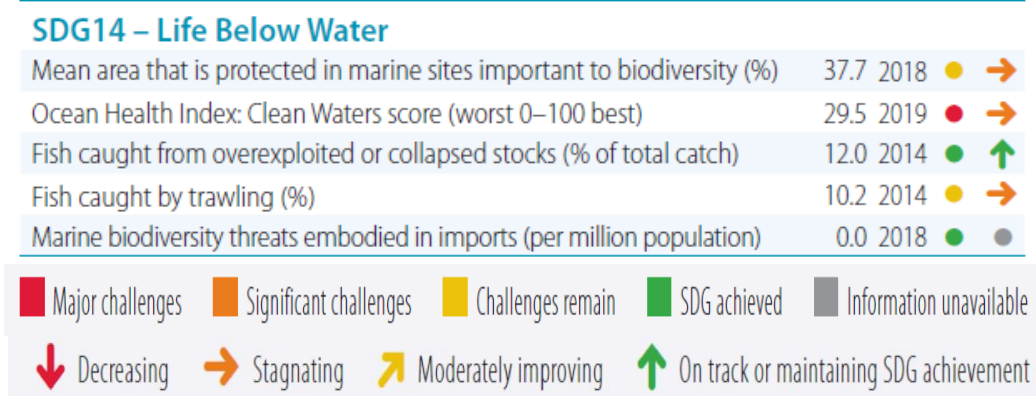 SDG14 – Life Below Water
Mean area that is protected in marine sites important to biodiversity (%) 37.7 2018
Ocean Health Index: Clean Waters score (worst 0–100 best) 29.5 2019
Fish caught from overexploited or collapsed stocks (% of total catch) 12.0 2014
Fish caught by trawling (%) 10.2 2014
Marine biodiversity threats embodied in imports (per million population) 0.0 2018
Major challenges Significant challenges Challenges remain SDG achieved Information unavailable
Decreasing Stagnating Moderately improving On track or maintaining SDG achievement